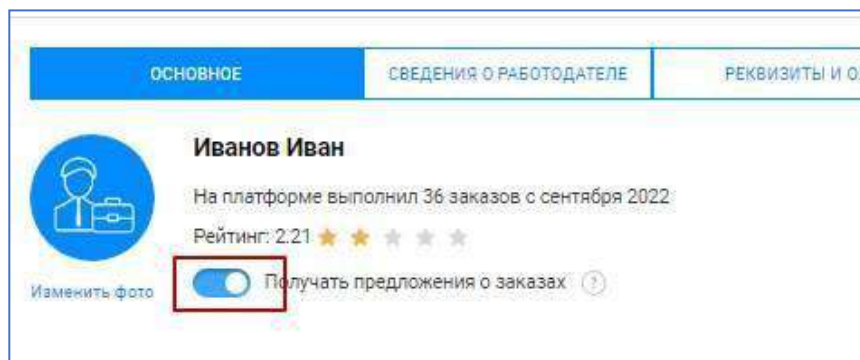 ОСНОВНОЕ
СВЕДЕНИЯ О РАБОТОДАТЕЛЕ
РЕКВИЗИТЫ И О
Иванов Иван
На платформе выполнил 36 заказов с сентября 2022
Рейтинг: 2.21
Изменить фото
Получать предложения о заказах ?